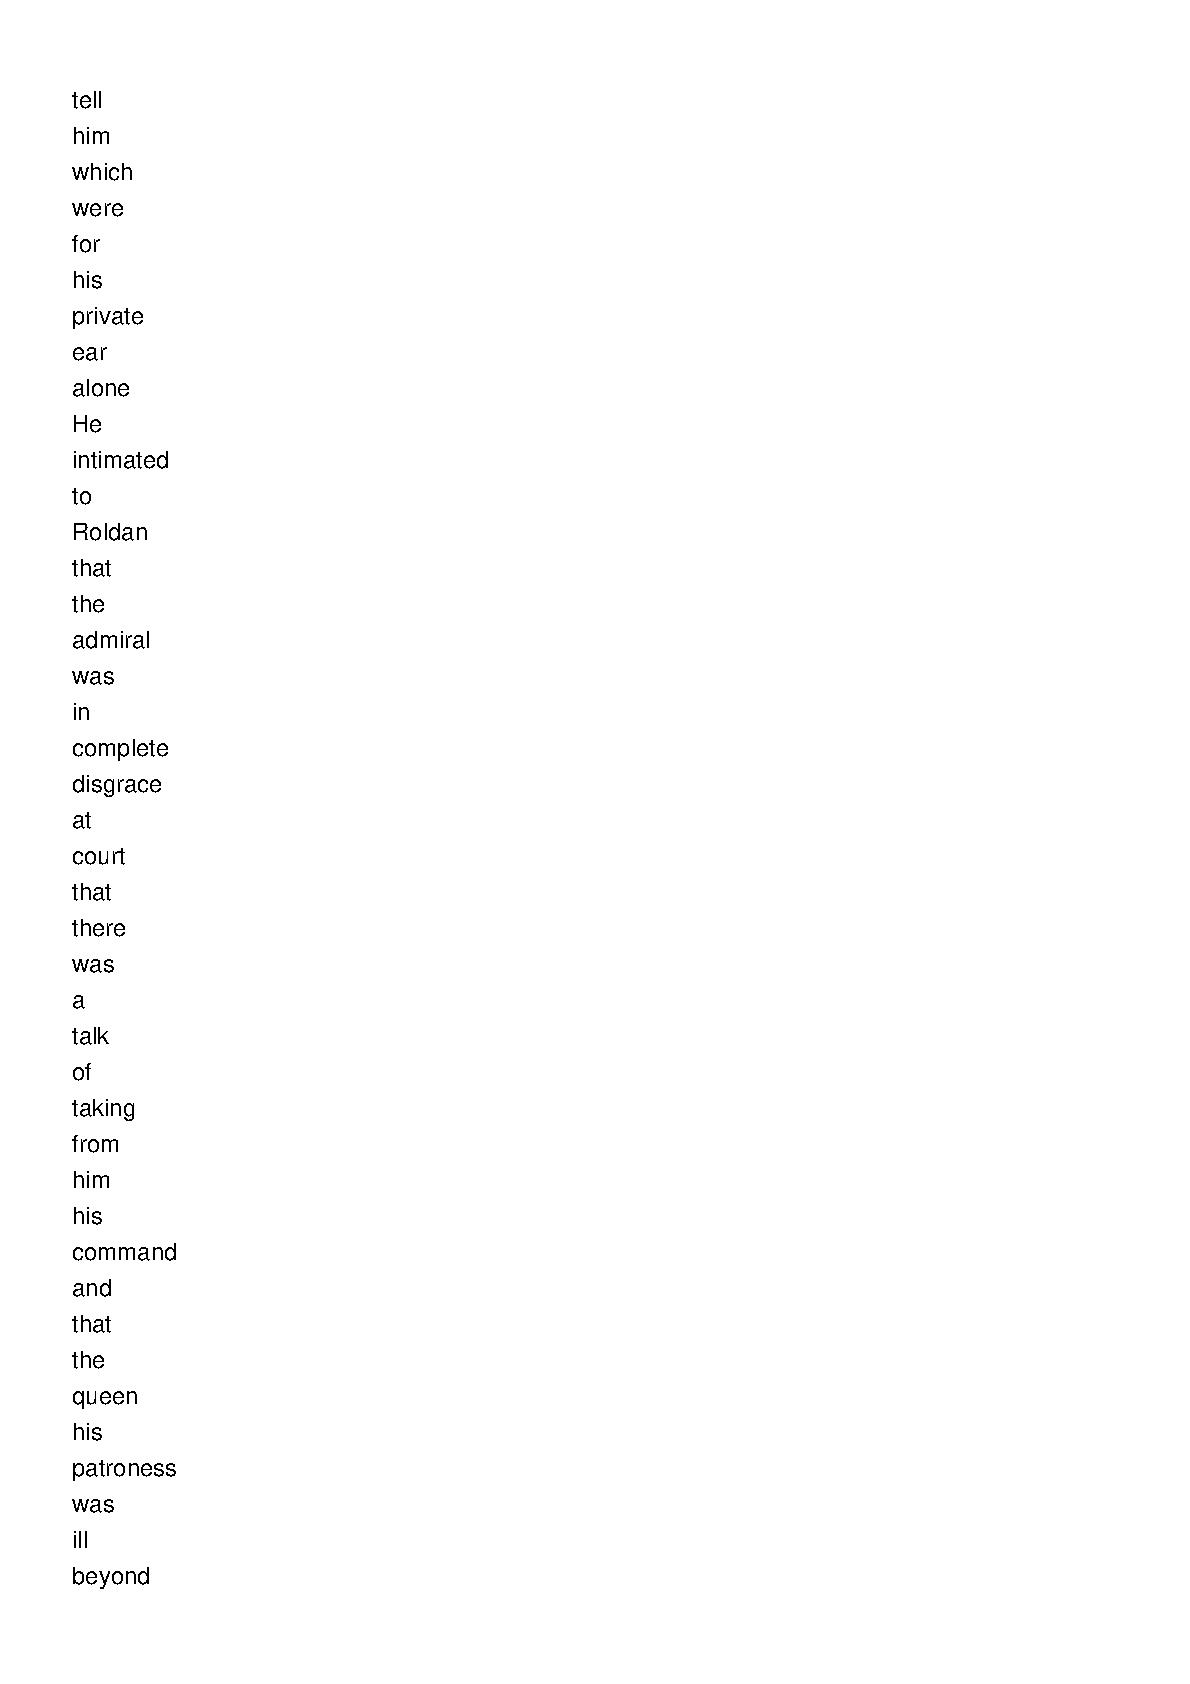 tell
him
which
were
for
his
private
ear
alone
He
intimated
to
Roldan
that
the
admiral
was
in
complete
disgrace
at
court
that
there
was
a
talk
of
taking
from
him
his
command
and
that
the
queen
his
patroness
was
ill
beyond